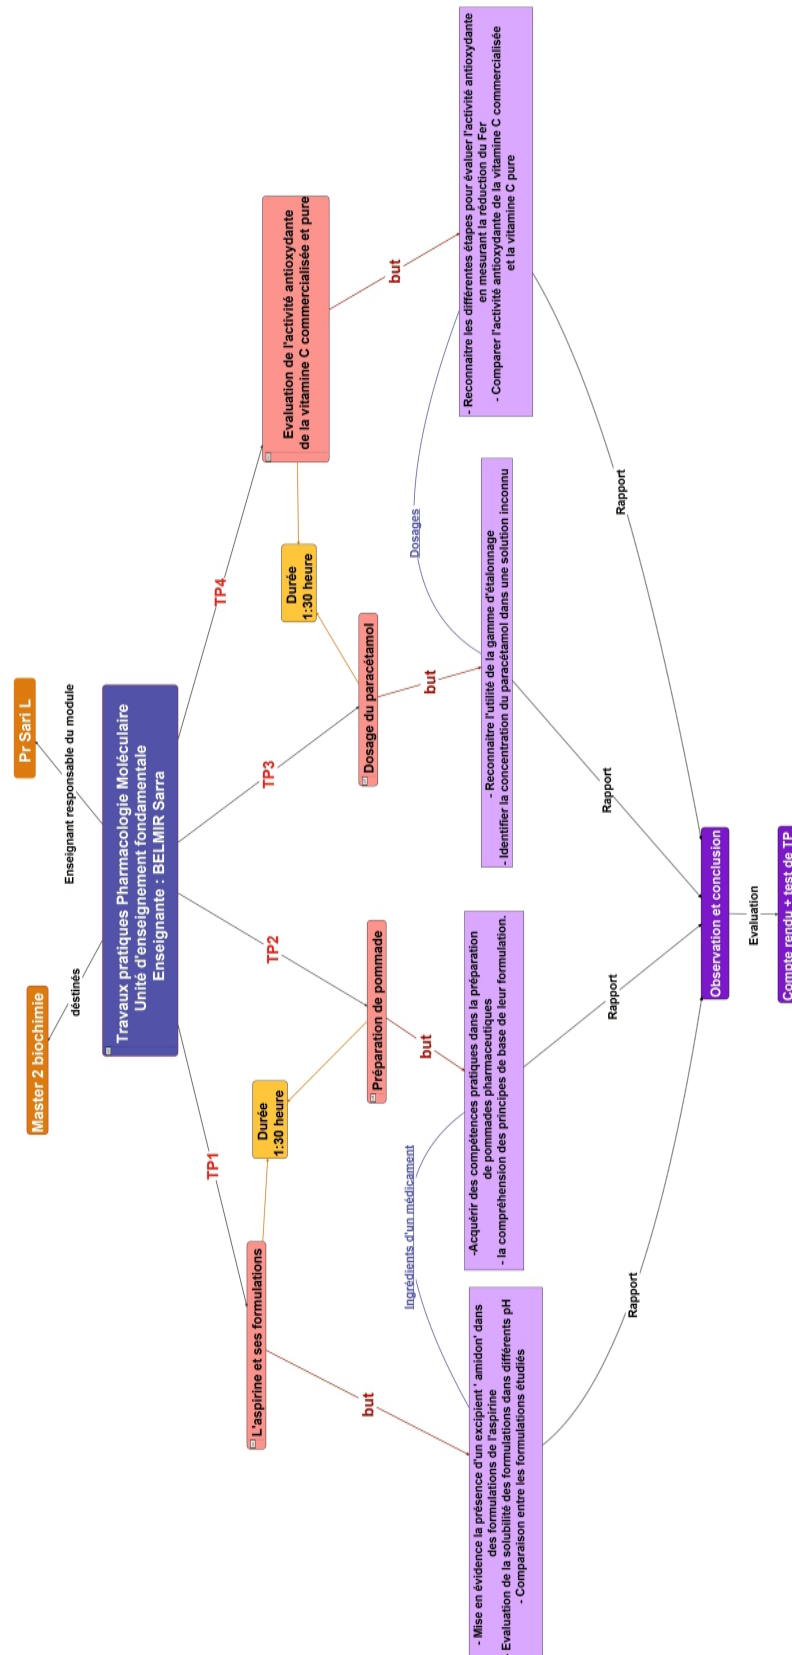 Master 2 biochimie
Pr Sari L
déstinés
Enseignant responsable du module
Travaux pratiques Pharmacologie Moléculaire
Unité d'enseignement fondamentale
Enseignante : BELMIR Sarra
TP1
TP2
TP3
TP4
L'aspirine et ses formulations
Durée
1:30 heure
Préparation de pommade
Dosage du paracétamol
Durée
1:30 heure
Evaluation de l'activité antioxydante
de la vitamine C commercialisée et pure
but
but
but
but
Ingrédients d'un médicament
Dosages
- Mise en évidence la présence d'un excipient ' amidon' dans
des formulations de l'aspirine
- Evaluation de la solubilité des formulations dans différents pH
- Comparaison entre les formulations étudiés
-Acquérir des compétences pratiques dans la préparation
de pommades pharmaceutiques
- la compréhension des principes de base de leur formulation.
- Reconnaitre l'utilité de la gamme d'étalonnage
- Identifier la concentration du paracétamol dans une solution inconnu
- Reconnaitre les différentes étapes pour évaluer l'activité antioxydante
en mesurant la réduction du Fer
- Comparer l'activité antioxydante de la vitamine C commercialisée
et la vitamine C pure
Rapport
Rapport
Rapport
Rapport
Observation et conclusion
Evaluation
Compte rendu + test de TP